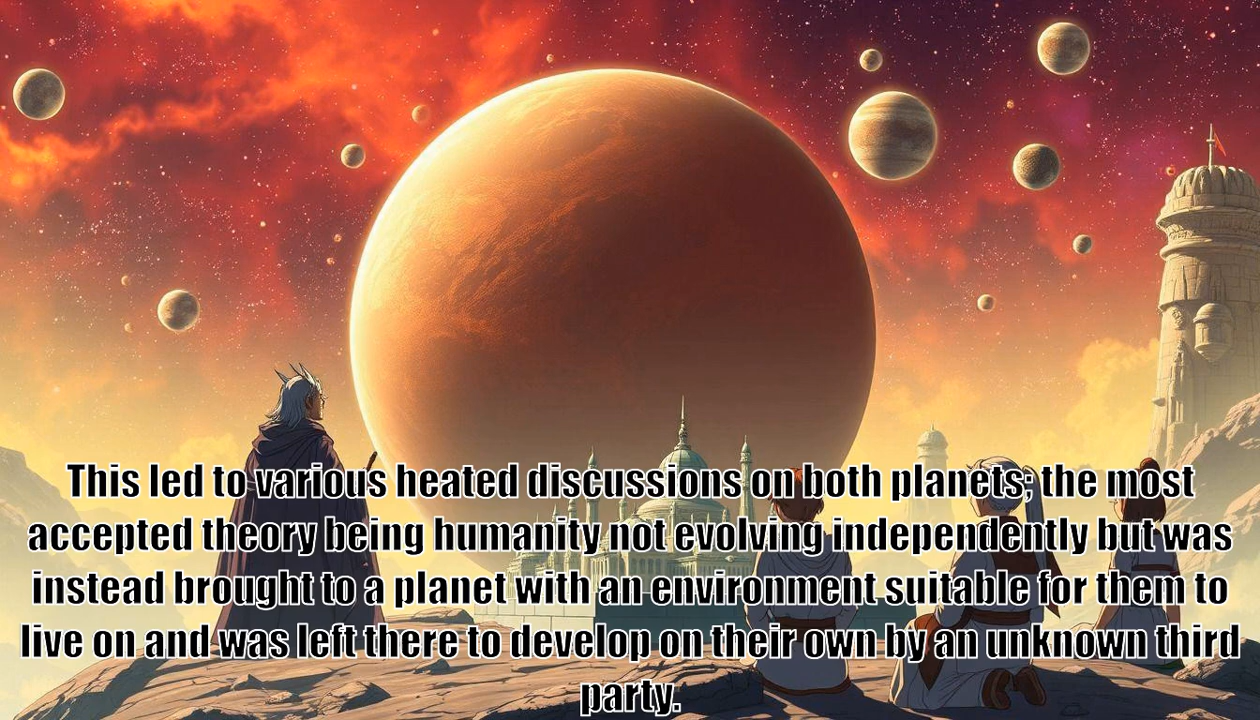 This led to various heated discussions on both planets; the most
accepted theory being humanity not evolving independently but was
instead brought to a planet with an environment suitable for them to
live on and was left there to develop on their own by an unknown third
party.